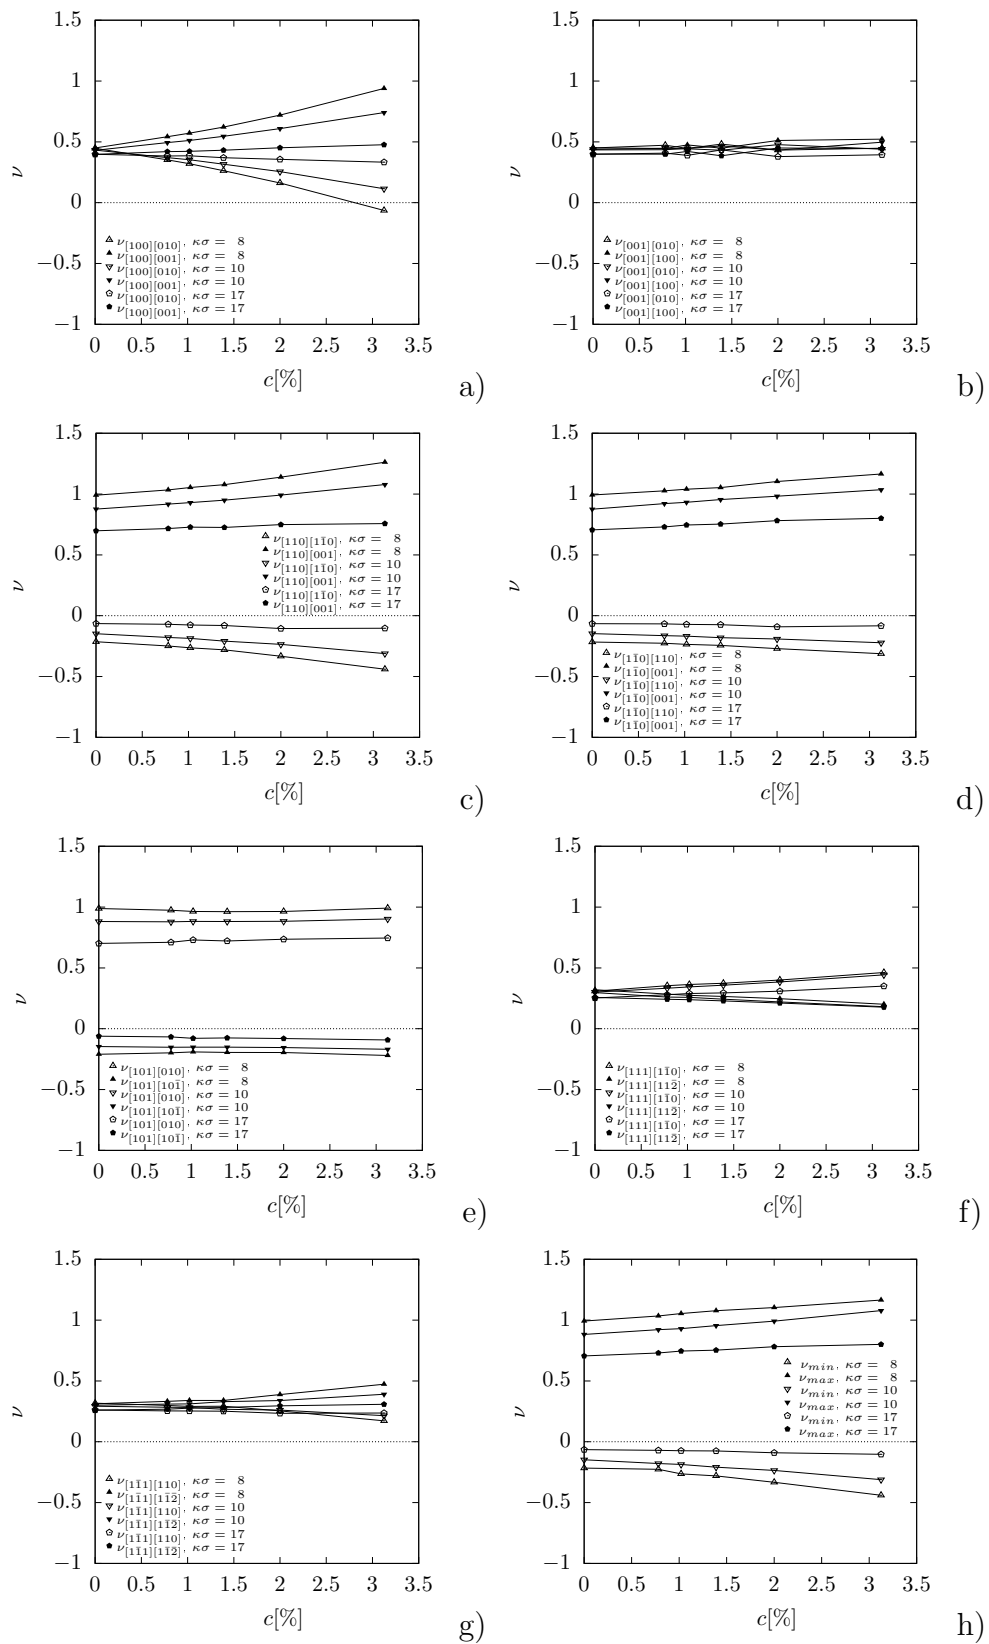 1.5
1
0.5
0
−0.5
−1
ν
ν[100][010], κσ = 8
ν[100][001], κσ = 8
ν[100][010], κσ = 10
ν[100][001], κσ = 10
ν[100][010], κσ = 17
ν[100][001], κσ = 17
0 0.5 1 1.5 2 2.5 3 3.5
c[%]
a)
1.5
1
0.5
0
−0.5
−1
ν
ν[001][010], κσ = 8
ν[001][100], κσ = 8
ν[001][010], κσ = 10
ν[001][100], κσ = 10
ν[001][010], κσ = 17
ν[001][100], κσ = 17
0 0.5 1 1.5 2 2.5 3 3.5
c[%]
b)
1.5
1
0.5
0
−0.5
−1
ν
ν[110][11̄0], κσ = 8
ν[110][001], κσ = 8
ν[110][11̄0], κσ = 10
ν[110][001], κσ = 10
ν[110][11̄0], κσ = 17
ν[110][001], κσ = 17
0 0.5 1 1.5 2 2.5 3 3.5
c[%]
c)
1.5
1
0.5
0
−0.5
−1
ν
ν[11̄0][110], κσ = 8
ν[11̄0][001], κσ = 8
ν[11̄0][110], κσ = 10
ν[11̄0][001], κσ = 10
ν[11̄0][110], κσ = 17
ν[11̄0][001], κσ = 17
0 0.5 1 1.5 2 2.5 3 3.5
c[%]
d)
1.5
1
0.5
0
−0.5
−1
ν
ν[101][010], κσ = 8
ν[101][101̄], κσ = 8
ν[101][010], κσ = 10
ν[101][101̄], κσ = 10
ν[101][010], κσ = 17
ν[101][101̄], κσ = 17
0 0.5 1 1.5 2 2.5 3 3.5
c[%]
e)
1.5
1
0.5
0
−0.5
−1
ν
ν[111][11̄0], κσ = 8
ν[111][112̄], κσ = 8
ν[111][11̄0], κσ = 10
ν[111][112̄], κσ = 10
ν[111][11̄0], κσ = 17
ν[111][112̄], κσ = 17
0 0.5 1 1.5 2 2.5 3 3.5
c[%]
f)
1.5
1
0.5
0
−0.5
−1
ν
ν[11̄1][110], κσ = 8
ν[11̄1][11̄2̄], κσ = 8
ν[11̄1][110], κσ = 10
ν[11̄1][11̄2̄], κσ = 10
ν[11̄1][110], κσ = 17
ν[11̄1][11̄2̄], κσ = 17
0 0.5 1 1.5 2 2.5 3 3.5
c[%]
g)
1.5
1
0.5
0
−0.5
−1
ν
νmin, κσ = 8
νmax, κσ = 8
νmin, κσ = 10
νmax, κσ = 10
νmin, κσ = 17
νmax, κσ = 17
0 0.5 1 1.5 2 2.5 3 3.5
c[%]
h)